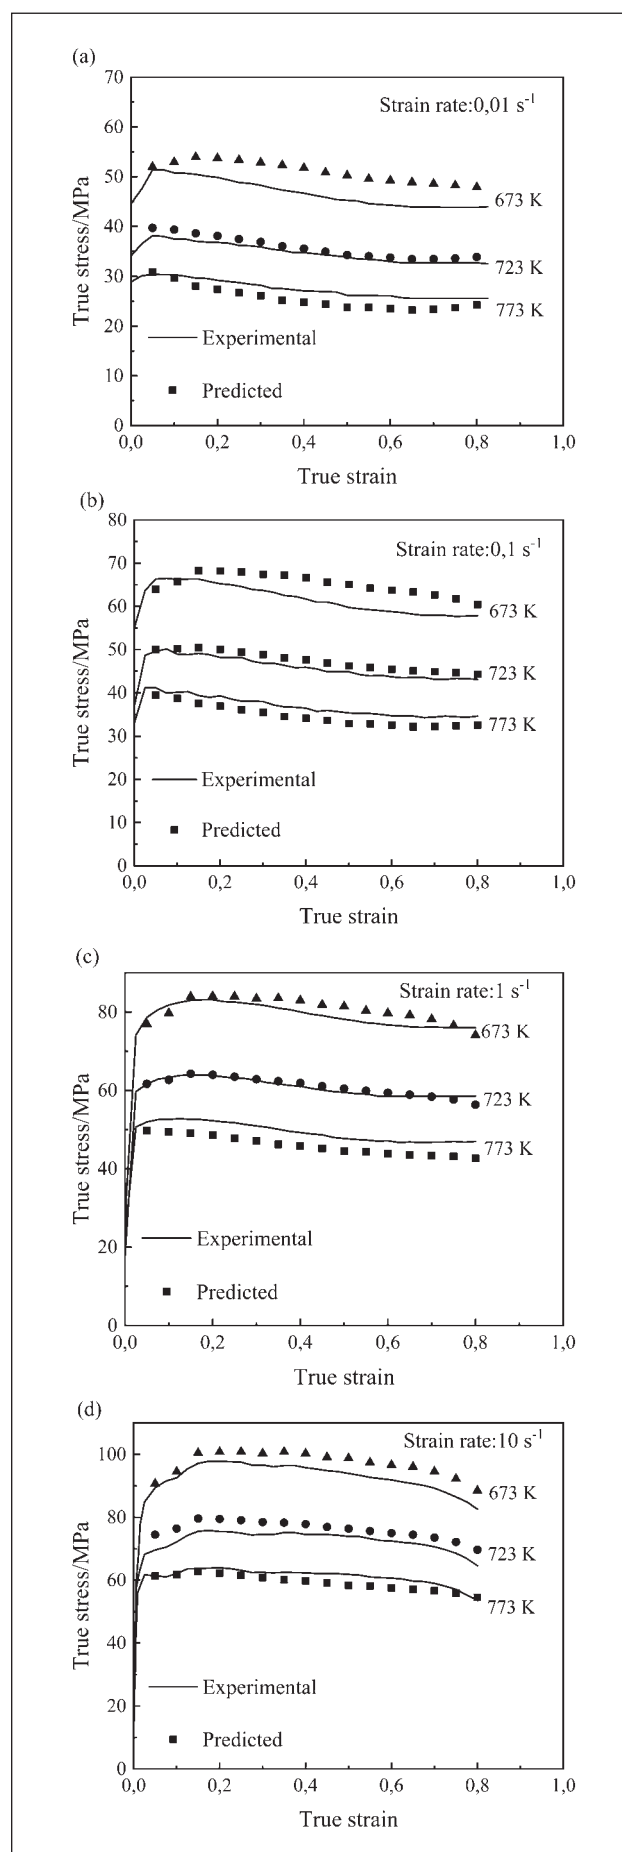 (a)
70
60
50
40
30
20
10
0
True stress/MPa
Strain rate:0,01 s⁻¹
673 K
723 K
773 K
Experimental
Predicted
0,0 0,2 0,4 0,6 0,8 1,0
True strain
(b)
80
70
60
50
40
30
20
10
0
True stress/MPa
Strain rate:0,1 s⁻¹
673 K
723 K
773 K
Experimental
Predicted
0,0 0,2 0,4 0,6 0,8 1,0
True strain
(c)
80
60
40
20
0
True stress/MPa
Strain rate:1 s⁻¹
673 K
723 K
773 K
Experimental
Predicted
0,0 0,2 0,4 0,6 0,8 1,0
True strain
(d)
100
80
60
40
20
0
True stress/MPa
Strain rate:10 s⁻¹
673 K
723 K
773 K
Experimental
Predicted
0,0 0,2 0,4 0,6 0,8 1,0
True strain